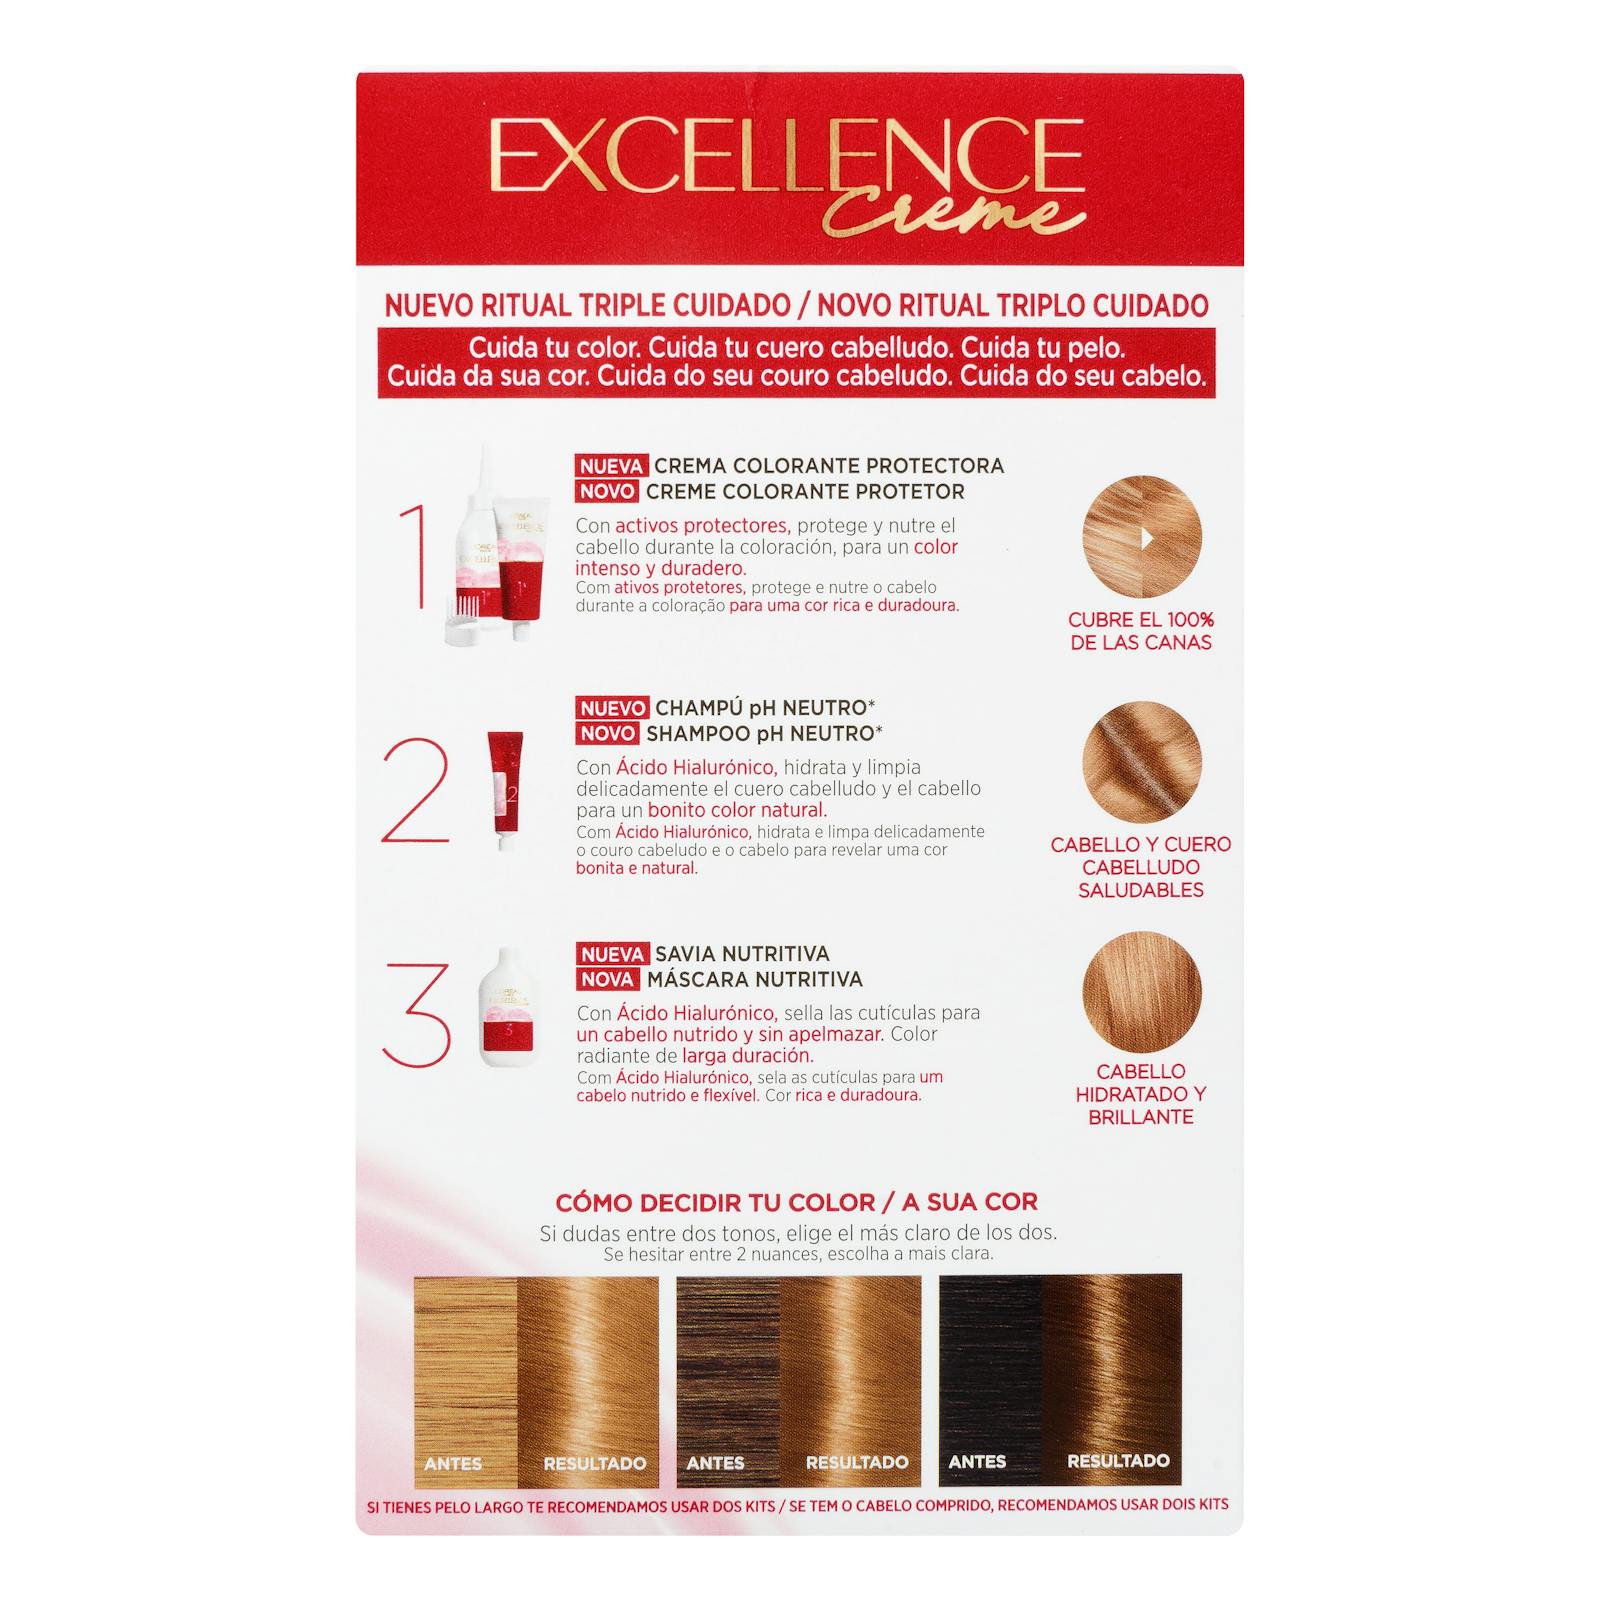 EXCELLENCE
Creme
NUEVO RITUAL TRIPLE CUIDADO / NOVO RITUAL TRIPLO CUIDADO
Cuida tu color. Cuida tu cuero cabelludo. Cuida tu pelo.
Cuida da sua cor. Cuida do seu couro cabeludo. Cuida do seu cabelo.
1
NUEVA CREMA COLORANTE PROTECTORA
NOVO CREME COLORANTE PROTETOR
Con activos protectores, protege y nutre el
cabello durante la coloración, para un color
intenso y duradero.
Com ativos protetores, protege e nutre o cabelo
durante a coloração para uma cor rica e duradoura.
CUBRE EL 100%
DE LAS CANAS
2
NUEVO CHAMPÚ pH NEUTRO*
NOVO SHAMPOO pH NEUTRO*
Con Ácido Hialurónico, hidrata y limpia
delicadamente el cuero cabelludo y el cabello
para un bonito color natural.
Com Ácido Hialurónico, hidrata e limpa delicadamente
o couro cabeludo e o cabelo para revelar uma cor
bonita e natural.
2
CABELLO Y CUERO
CABELLUDO
SALUDABLES
3
NUEVA SAVIA NUTRITIVA
NOVA MÁSCARA NUTRITIVA
Con Ácido Hialurónico, sella las cutículas para
un cabello nutrido y sin apelmazar. Color
radiante de larga duración.
Com Ácido Hialurónico, sela as cutículas para um
cabelo nutrido e flexível. Cor rica e duradoura.
EXCELLENCE
3
CABELLO
HIDRATADO Y
BRILLANTE
CÓMO DECIDIR TU COLOR / A SUA COR
Si dudas entre dos tonos, elige el más claro de los dos.
Se hesitar entre 2 nuances, escolha a mais clara.
ANTES RESULTADO ANTES RESULTADO ANTES RESULTADO
SI TIENES PELO LARGO TE RECOMENDAMOS USAR DOS KITS / SE TEM O CABELO COMPRIDO, RECOMENDAMOS USAR DOIS KITS